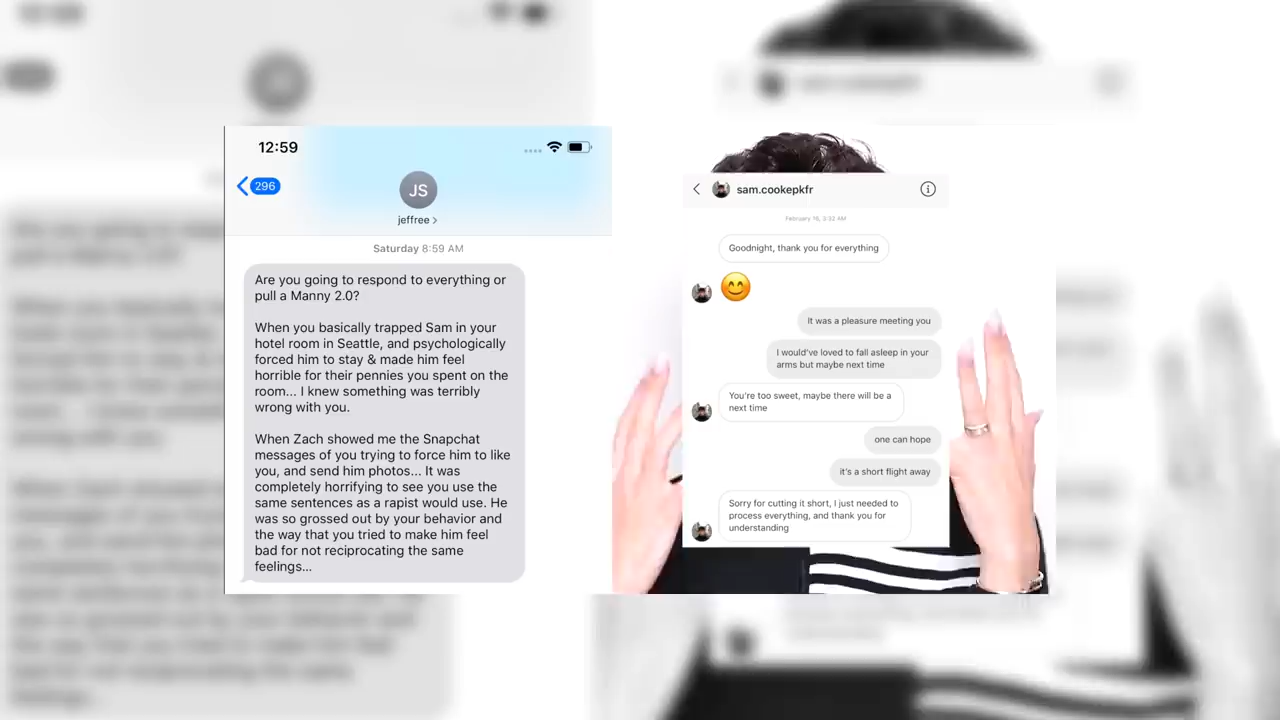 12:59
296
JS
jeffree >
Saturday 8:59 AM
Are you going to respond to everything or
pull a Manny 2.0?
When you basically trapped Sam in your
hotel room in Seattle, and psychologically
forced him to stay & made him feel
horrible for their pennies you spent on the
room... I knew something was terribly
wrong with you.
When Zach showed me the Snapchat
messages of you trying to force him to like
you, and send him photos... It was
completely horrifying to see you use the
same sentences as a rapist would use. He
was so grossed out by your behavior and
the way that you tried to make him feel
bad for not reciprocating the same
feelings...
sam.cookepkfr
February 16, 3:32 AM
Goodnight, thank you for everything
it was a pleasure meeting you
I would've loved to fall asleep in your
arms but maybe next time
You're too sweet, maybe there will be a
next time
one can hope
it's a short flight away
Sorry for cutting it short, I just needed to
process everything, and thank you for
understanding